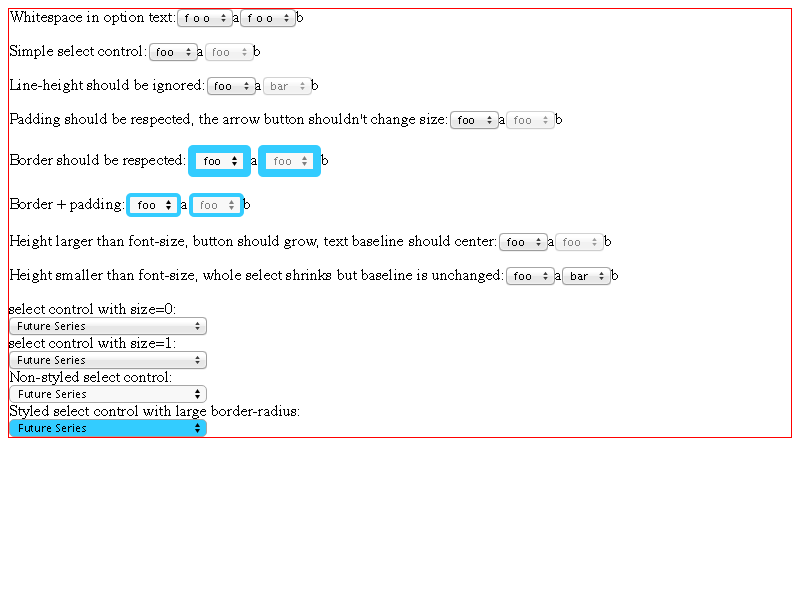 Whitespace in option text: f o o a f o o b
Simple select control: foo a foo b
Line-height should be ignored: foo a bar b
Padding should be respected, the arrow button shouldn't change size: foo a foo b
Border should be respected: foo a foo b
Border + padding: foo a foo b
Height larger than font-size, button should grow, text baseline should center: foo a foo b
Height smaller than font-size, whole select shrinks but baseline is unchanged: foo a bar b
select control with size=0:
Future Series
select control with size=1:
Future Series
Non-styled select control:
Future Series
Styled select control with large border-radius:
Future Series